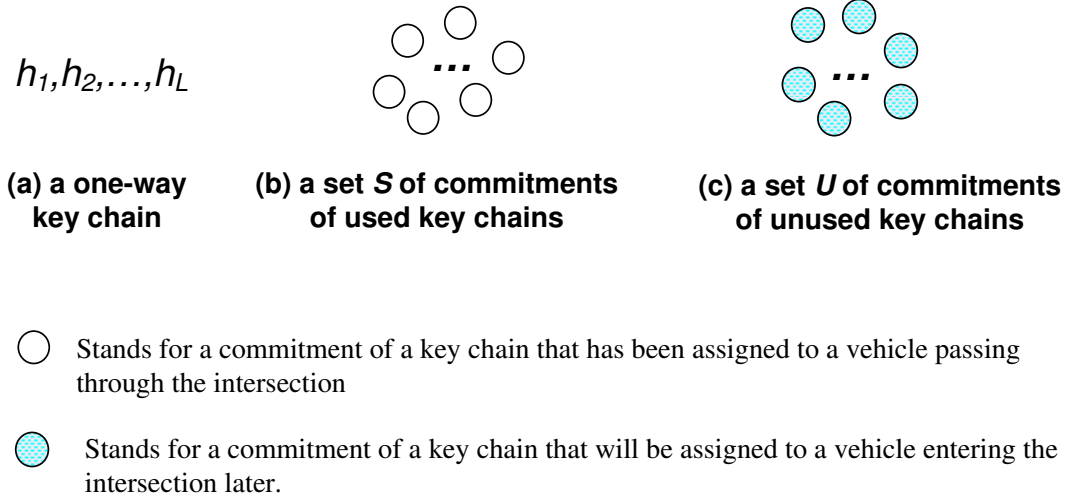 h1,h2,...,hL
...
...
(a) a one-way
key chain
(b) a set S of commitments
of used key chains
(c) a set U of commitments
of unused key chains
Stands for a commitment of a key chain that has been assigned to a vehicle passing
through the intersection
Stands for a commitment of a key chain that will be assigned to a vehicle entering the
intersection later.